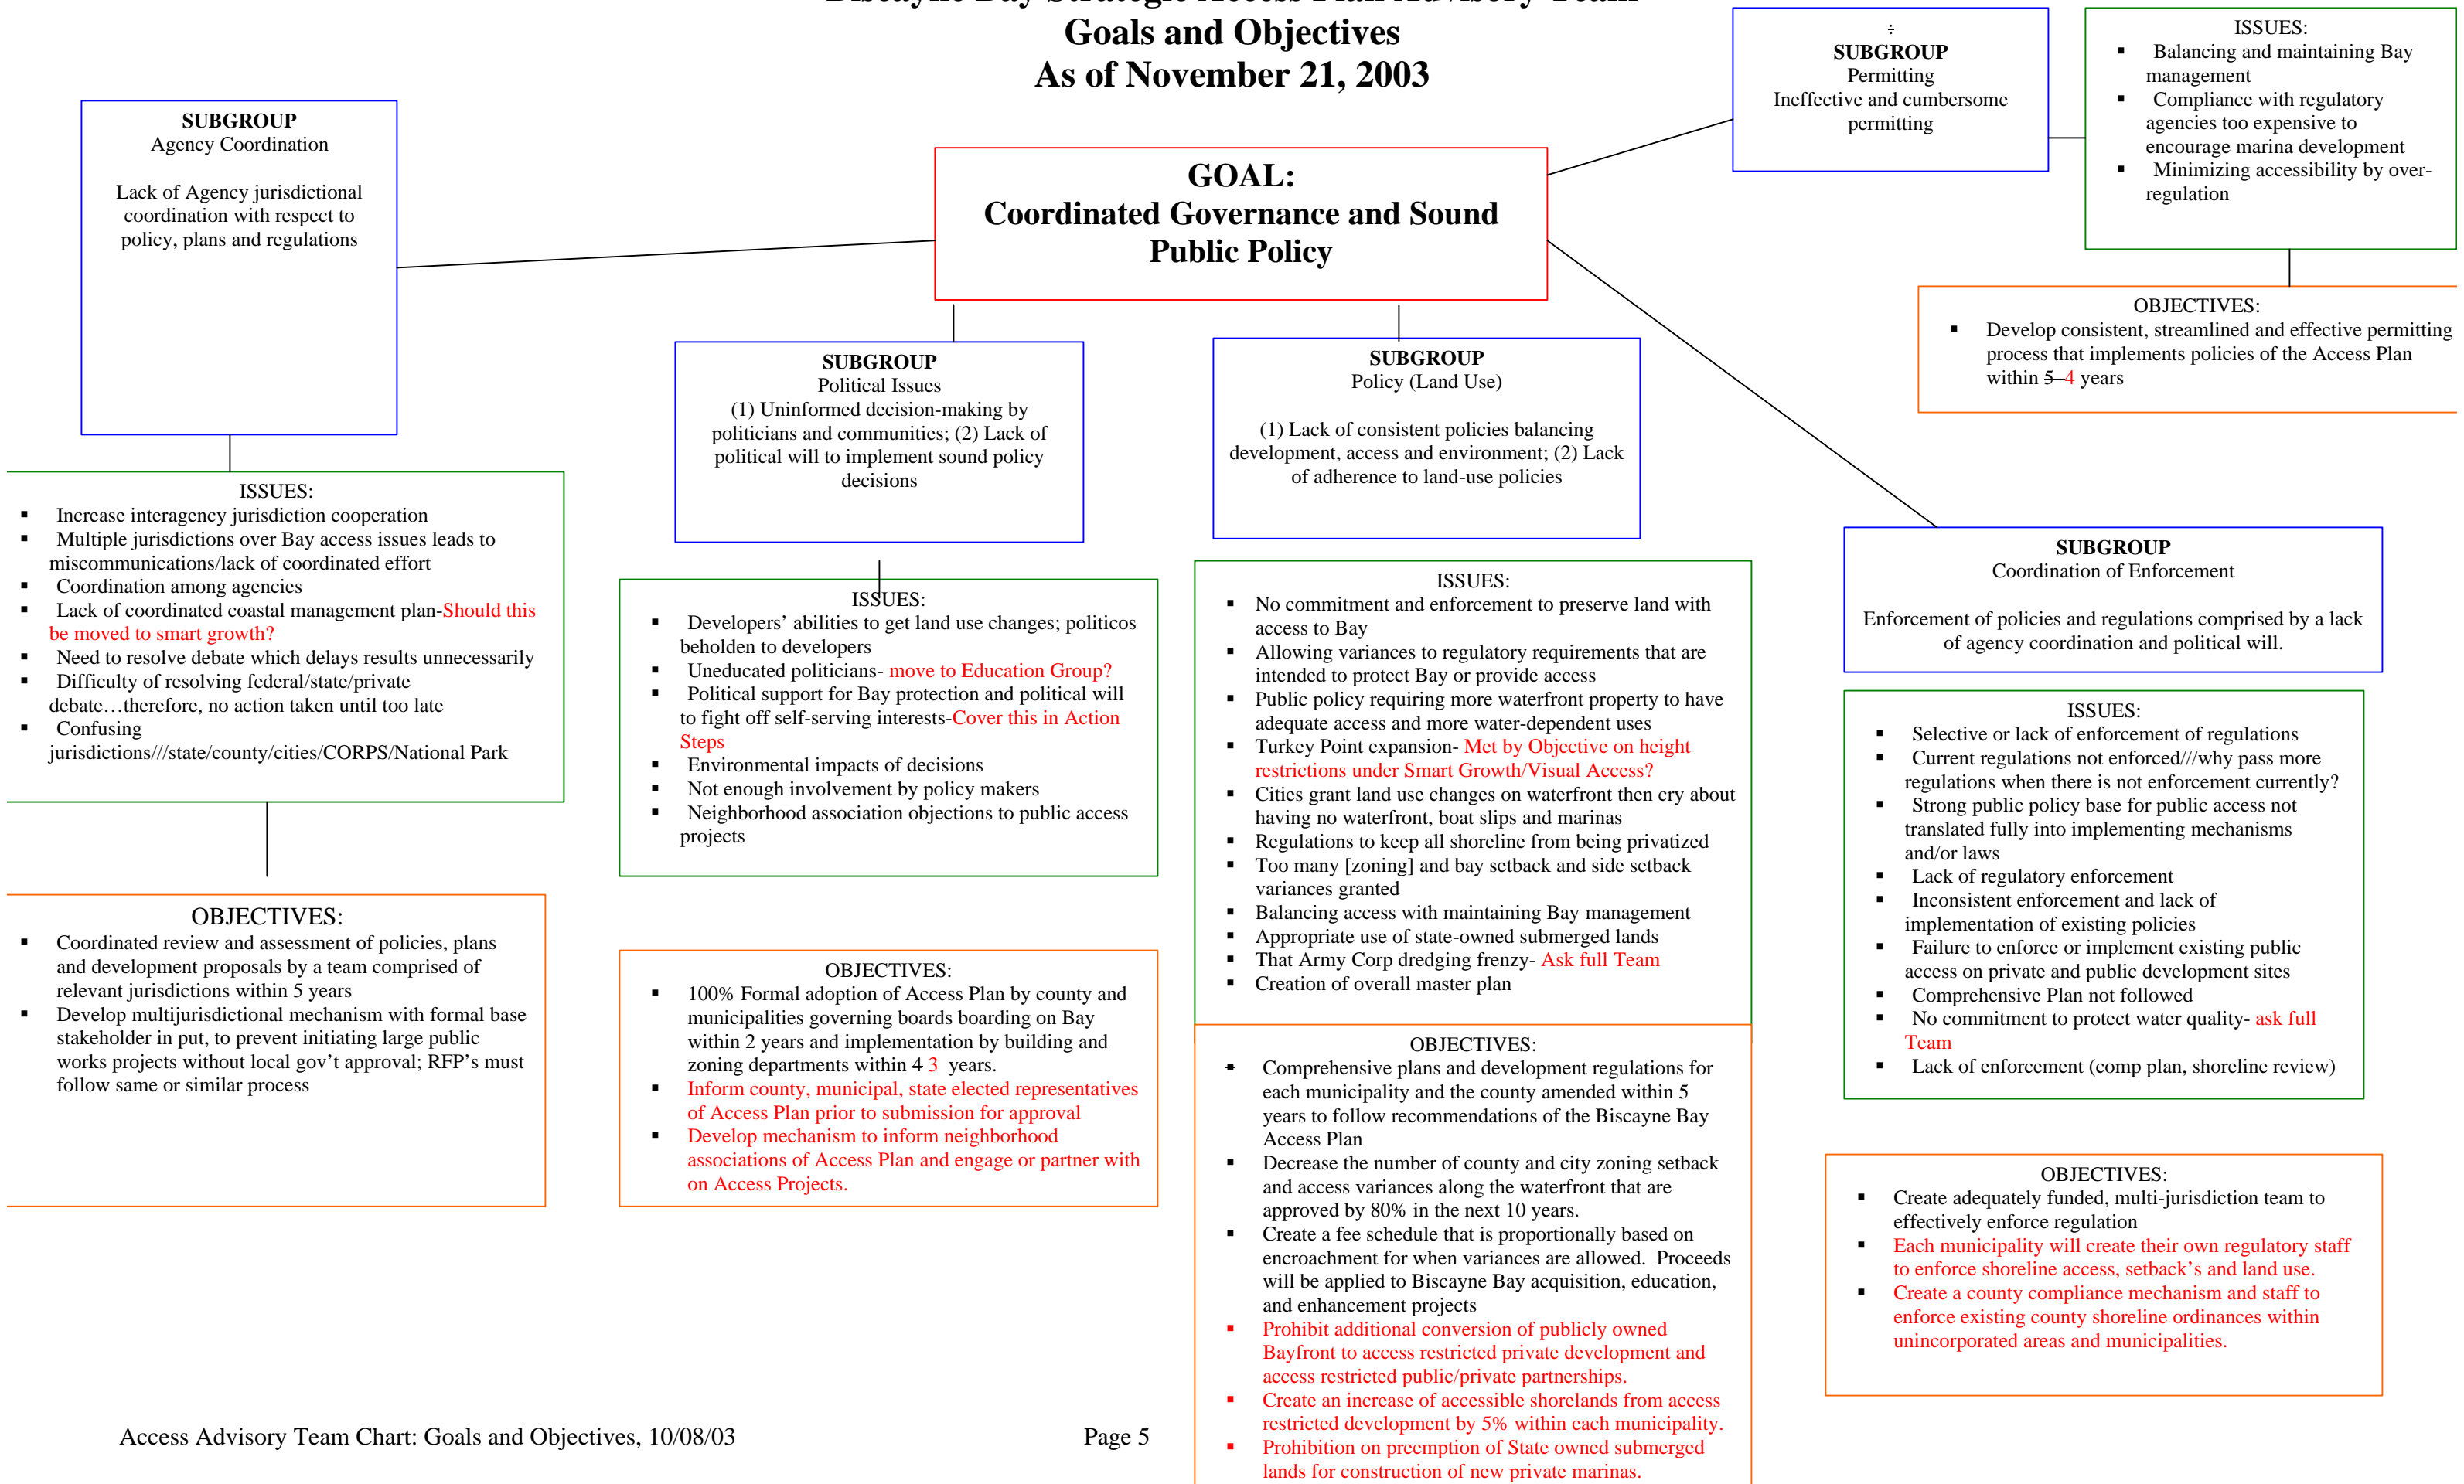 Biscayne Bay Strategic Access Plan Advisory Team
Goals and Objectives
As of November 21, 2003
SUBGROUP
Agency Coordination
Lack of Agency jurisdictional
coordination with respect to
policy, plans and regulations
GOAL:
Coordinated Governance and Sound
Public Policy
÷
SUBGROUP
Permitting
Ineffective and cumbersome
permitting
ISSUES:
▪ Balancing and maintaining Bay
management
▪ Compliance with regulatory
agencies too expensive to
encourage marina development
▪ Minimizing accessibility by over-
regulation
OBJECTIVES:
▪ Develop consistent, streamlined and effective permitting
process that implements policies of the Access Plan
within 5 4 years
ISSUES:
▪ Increase interagency jurisdiction cooperation
▪ Multiple jurisdictions over Bay access issues leads to
miscommunications/lack of coordinated effort
▪ Coordination among agencies
▪ Lack of coordinated coastal management plan-Should this
be moved to smart growth?
▪ Need to resolve debate which delays results unnecessarily
▪ Difficulty of resolving federal/state/private
debate…therefore, no action taken until too late
▪ Confusing
jurisdictions///state/county/cities/CORPS/National Park
OBJECTIVES:
▪ Coordinated review and assessment of policies, plans
and development proposals by a team comprised of
relevant jurisdictions within 5 years
▪ Develop multijurisdictional mechanism with formal base
stakeholder in put, to prevent initiating large public
works projects without local gov't approval; RFP's must
follow same or similar process
SUBGROUP
Political Issues
(1) Uninformed decision-making by
politicians and communities; (2) Lack of
political will to implement sound policy
decisions
ISSUES:
▪ Developers' abilities to get land use changes; politicos
beholden to developers
▪ Uneducated politicians- move to Education Group?
▪ Political support for Bay protection and political will
to fight off self-serving interests-Cover this in Action
Steps
▪ Environmental impacts of decisions
▪ Not enough involvement by policy makers
▪ Neighborhood association objections to public access
projects
OBJECTIVES:
▪ 100% Formal adoption of Access Plan by county and
municipalities governing boards boarding on Bay
within 2 years and implementation by building and
zoning departments within 4 3 years.
▪ Inform county, municipal, state elected representatives
of Access Plan prior to submission for approval
▪ Develop mechanism to inform neighborhood
associations of Access Plan and engage or partner with
on Access Projects.
SUBGROUP
Policy (Land Use)
(1) Lack of consistent policies balancing
development, access and environment; (2) Lack
of adherence to land-use policies
ISSUES:
▪ No commitment and enforcement to preserve land with
access to Bay
▪ Allowing variances to regulatory requirements that are
intended to protect Bay or provide access
▪ Public policy requiring more waterfront property to have
adequate access and more water-dependent uses
▪ Turkey Point expansion- Met by Objective on height
restrictions under Smart Growth/Visual Access?
▪ Cities grant land use changes on waterfront then cry about
having no waterfront, boat slips and marinas
▪ Regulations to keep all shoreline from being privatized
▪ Too many [zoning] and bay setback and side setback
variances granted
▪ Balancing access with maintaining Bay management
▪ Appropriate use of state-owned submerged lands
▪ That Army Corp dredging frenzy- Ask full Team
▪ Creation of overall master plan
OBJECTIVES:
▪ Comprehensive plans and development regulations for
each municipality and the county amended within 5
years to follow recommendations of the Biscayne Bay
Access Plan
▪ Decrease the number of county and city zoning setback
and access variances along the waterfront that are
approved by 80% in the next 10 years.
▪ Create a fee schedule that is proportionally based on
encroachment for when variances are allowed. Proceeds
will be applied to Biscayne Bay acquisition, education,
and enhancement projects
▪ Prohibit additional conversion of publicly owned
Bayfront to access restricted private development and
access restricted public/private partnerships.
▪ Create an increase of accessible shorelands from access
restricted development by 5% within each municipality.
▪ Prohibition on preemption of State owned submerged
lands for construction of new private marinas.
SUBGROUP
Coordination of Enforcement
Enforcement of policies and regulations comprised by a lack
of agency coordination and political will.
ISSUES:
▪ Selective or lack of enforcement of regulations
▪ Current regulations not enforced///why pass more
regulations when there is not enforcement currently?
▪ Strong public policy base for public access not
translated fully into implementing mechanisms
and/or laws
▪ Lack of regulatory enforcement
▪ Inconsistent enforcement and lack of
implementation of existing policies
▪ Failure to enforce or implement existing public
access on private and public development sites
▪ Comprehensive Plan not followed
▪ No commitment to protect water quality- ask full
Team
▪ Lack of enforcement (comp plan, shoreline review)
OBJECTIVES:
▪ Create adequately funded, multi-jurisdiction team to
effectively enforce regulation
▪ Each municipality will create their own regulatory staff
to enforce shoreline access, setback's and land use.
▪ Create a county compliance mechanism and staff to
enforce existing county shoreline ordinances within
unincorporated areas and municipalities.
Access Advisory Team Chart: Goals and Objectives, 10/08/03
Page 5